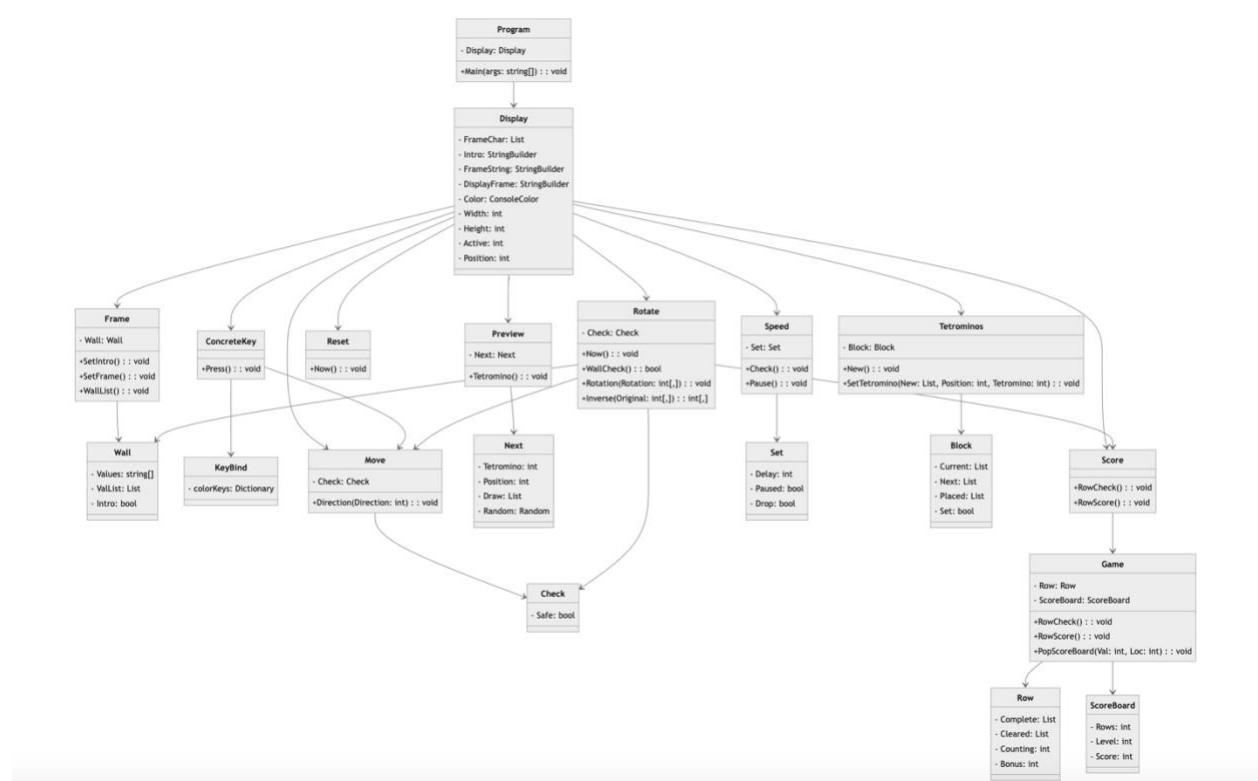 Program
- Display: Display
+Main(args: string[]) : : void
Display
- FrameChar: List
- Intro: StringBuilder
- FrameString: StringBuilder
- DisplayFrame: StringBuilder
- Color: ConsoleColor
- Width: int
- Height: int
- Active: int
- Position: int
Frame
- Wall: Wall
+SetIntro() : : void
+SetFrame() : : void
+WallList() : : void
ConcreteKey
+Press() : : void
Reset
+Now() : : void
Preview
- Next: Next
+Tetromino() : : void
Rotate
- Check: Check
+Now() : : void
+WallCheck() : : bool
+Rotation(Rotation: int[,]) : : void
+Inverse(Original: int[,]) : : int[,]
Speed
- Set: Set
+Check() : : void
+Pause() : : void
Tetrominos
- Block: Block
+New() : : void
+SetTetromino(New: List, Position: int, Tetromino: int) : : void
Wall
- Values: string[]
- ValList: List
- Intro: bool
KeyBind
- colorKeys: Dictionary
Move
- Check: Check
+Direction(Direction: int) : : void
Next
- Tetromino: int
- Position: int
- Draw: List
- Random: Random
Set
- Delay: int
- Paused: bool
- Drop: bool
Block
- Current: List
- Next: List
- Placed: List
- Set: bool
Score
+RowCheck() : : void
+RowScore() : : void
Check
- Safe: bool
Game
- Row: Row
- ScoreBoard: ScoreBoard
+RowCheck() : : void
+RowScore() : : void
+PopScoreBoard(Val: int, Loc: int) : : void
Row
- Complete: List
- Cleared: List
- Counting: int
- Bonus: int
ScoreBoard
- Rows: int
- Level: int
- Score: int